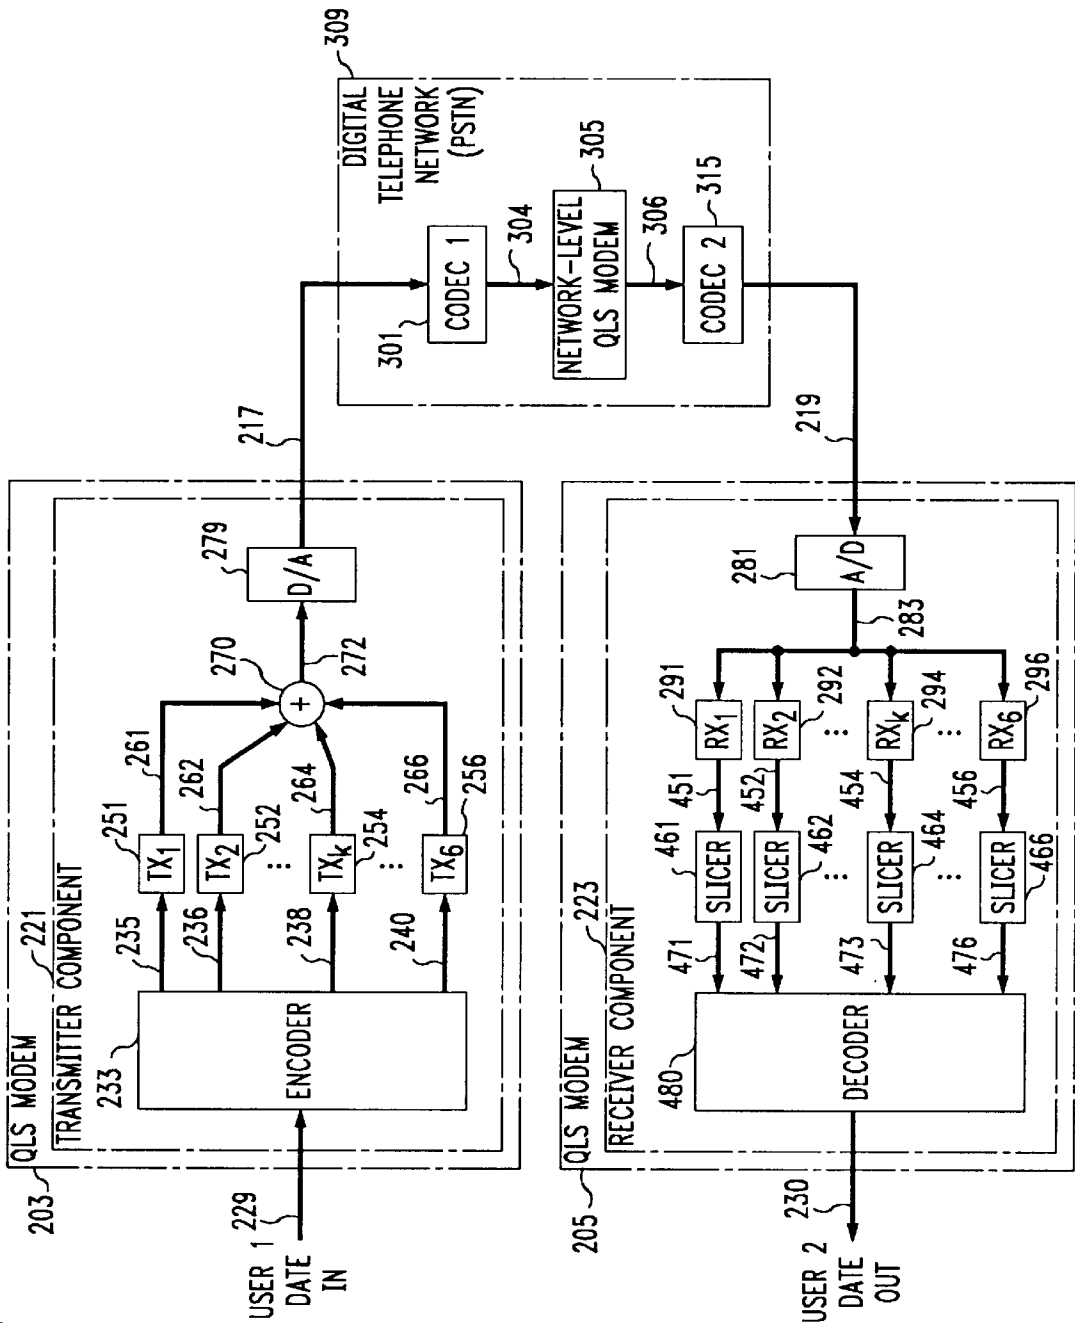 203
QLS MODEM
221
TRANSMITTER COMPONENT
USER 1
DATE
IN
229
233
ENCODER
235
236
238
240
251
TX1
TX2
252
...
TXk
254
...
TX6
256
261
262
264
266
270
+
272
279
D/A
217
309
DIGITAL
TELEPHONE
NETWORK
(PSTN)
301
CODEC 1
304
305
NETWORK-LEVEL
QLS MODEM
306
315
CODEC 2
219
205
QLS MODEM
223
RECEIVER COMPONENT
281
A/D
283
291
RX1
RX2
292
...
RXk
294
...
RX6
296
451
452
454
456
461
SLICER
SLICER
462
...
SLICER
464
...
SLICER
466
471
472
473
476
480
DECODER
230
USER 2
DATE
OUT